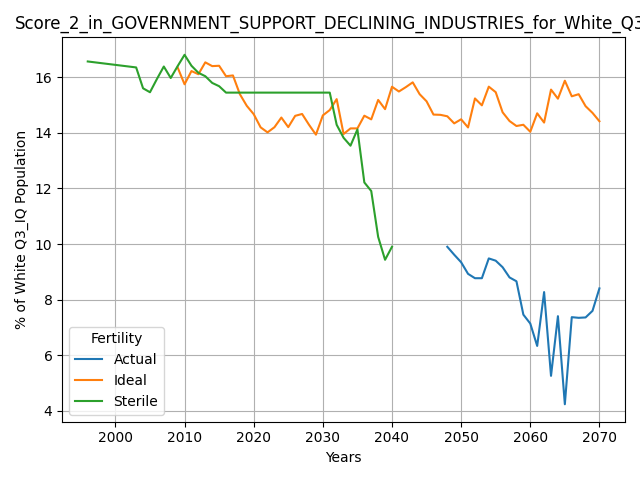 Score_2_in_GOVERNMENT_SUPPORT_DECLINING_INDUSTRIES_for_White_Q3
% of White Q3_IQ Population
16
14
12
10
8
6
4
Fertility
Actual
Ideal
Sterile
2000 2010 2020 2030 2040 2050 2060 2070
Years